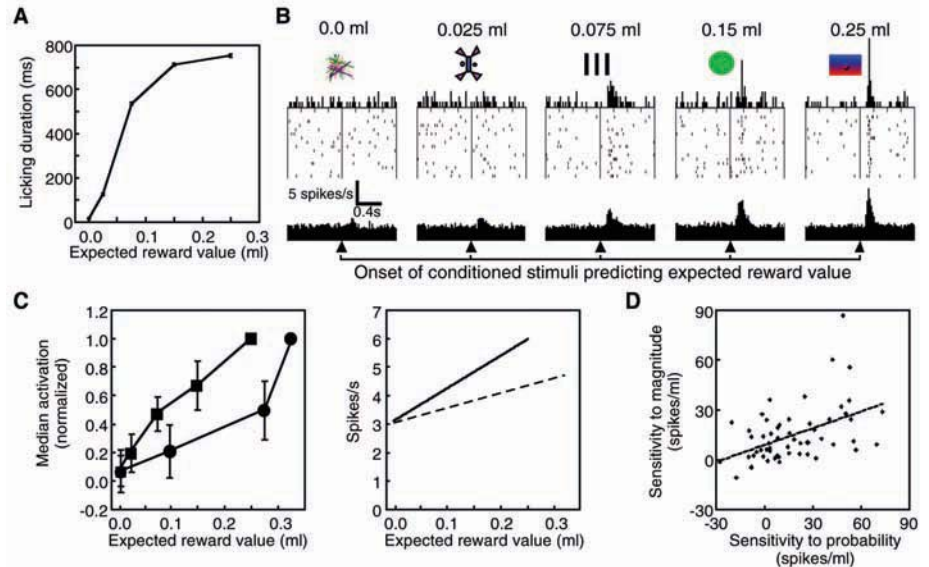 A
B
800
600
400
200
0
Licking duration (ms)
0.0 0.1 0.2 0.3
Expected reward value (ml)
0.0 ml 0.025 ml 0.075 ml 0.15 ml 0.25 ml
5 spikes/s
0.4s
Onset of conditioned stimuli predicting expected reward value
C
1.2
1.0
0.8
0.6
0.4
0.2
0.0
-0.2
Median activation
(normalized)
0.0 0.1 0.2 0.3
Expected reward value (ml)
7
6
5
4
3
2
1
0
Spikes/s
0.0 0.1 0.2 0.3
Expected reward value (ml)
D
90
60
30
0
-30
Sensitivity to magnitude
(spikes/ml)
-30 0 30 60 90
Sensitivity to probability
(spikes/ml)